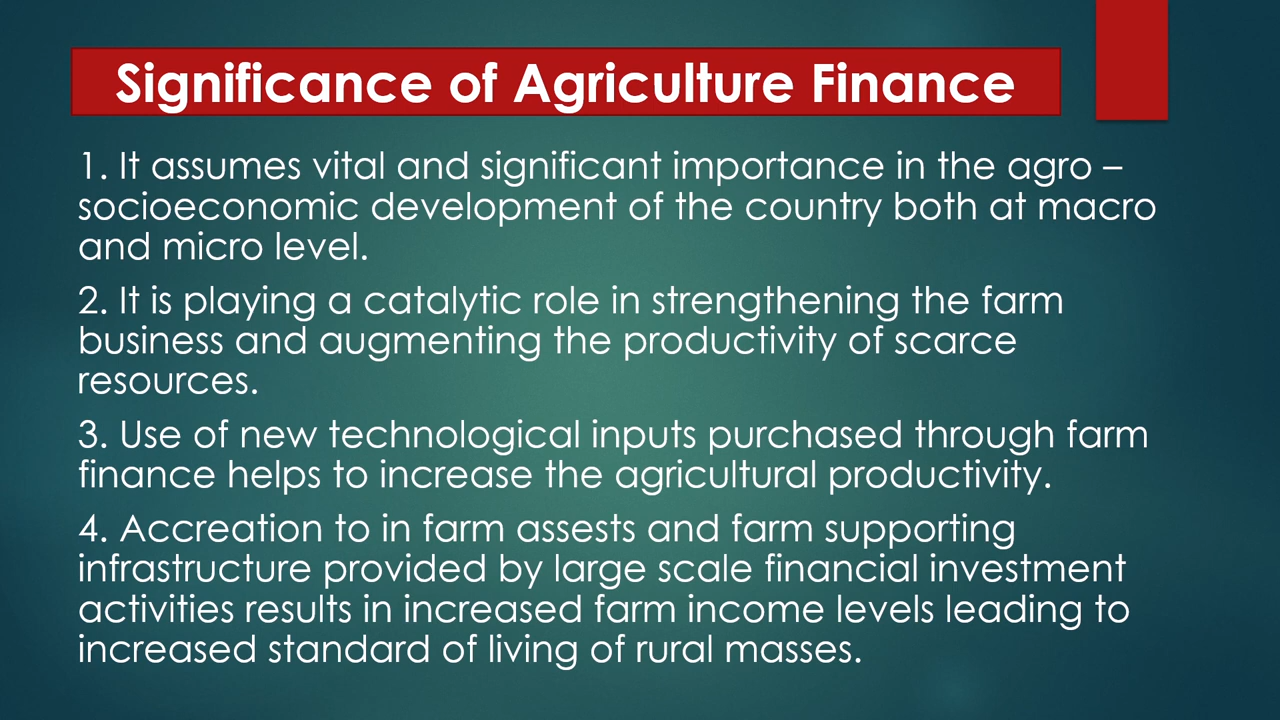 Significance of Agriculture Finance
1. It assumes vital and significant importance in the agro –
socioeconomic development of the country both at macro
and micro level.
2. It is playing a catalytic role in strengthening the farm
business and augmenting the productivity of scarce
resources.
3. Use of new technological inputs purchased through farm
finance helps to increase the agricultural productivity.
4. Accreation to in farm assests and farm supporting
infrastructure provided by large scale financial investment
activities results in increased farm income levels leading to
increased standard of living of rural masses.